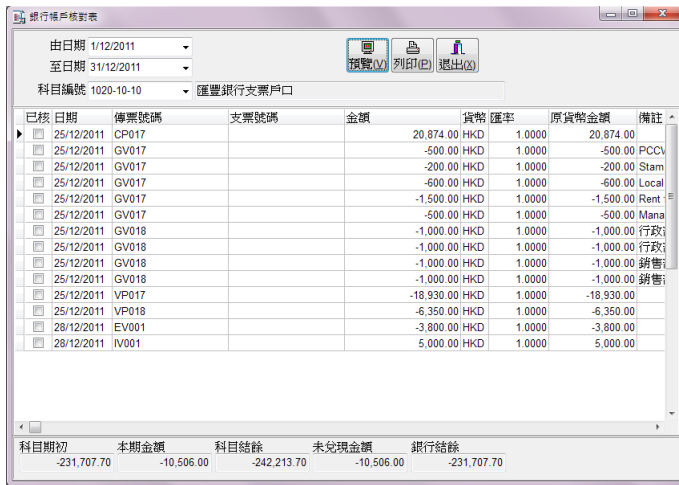 銀行帳戶核對表
由日期 1/12/2011
至日期 31/12/2011
預覽(V) 列印(P) 退出(X)
科目編號 1020-10-10 匯豐銀行支票戶口
已核 日期 傳票號碼 支票號碼 金額 貨幣 匯率 原貨幣金額 備註
25/12/2011 CP017 20,874.00 HKD 1.0000 20,874.00
25/12/2011 GV017 -500.00 HKD 1.0000 -500.00 PCCV
25/12/2011 GV017 -200.00 HKD 1.0000 -200.00 Stam
25/12/2011 GV017 -600.00 HKD 1.0000 -600.00 Local
25/12/2011 GV017 -1,500.00 HKD 1.0000 -1,500.00 Rent
25/12/2011 GV017 -500.00 HKD 1.0000 -500.00 Mana
25/12/2011 GV018 -1,000.00 HKD 1.0000 -1,000.00 行政
25/12/2011 GV018 -1,000.00 HKD 1.0000 -1,000.00 行政
25/12/2011 GV018 -1,000.00 HKD 1.0000 -1,000.00 銷售
25/12/2011 GV018 -1,000.00 HKD 1.0000 -1,000.00 銷售
25/12/2011 VP017 -18,930.00 HKD 1.0000 -18,930.00
25/12/2011 VP018 -6,350.00 HKD 1.0000 -6,350.00
28/12/2011 EV001 -3,800.00 HKD 1.0000 -3,800.00
28/12/2011 IV001 5,000.00 HKD 1.0000 5,000.00
科目期初 本期金額 科目結餘 未兌現金額 銀行結餘
-231,707.70 -10,506.00 -242,213.70 -10,506.00 -231,707.70